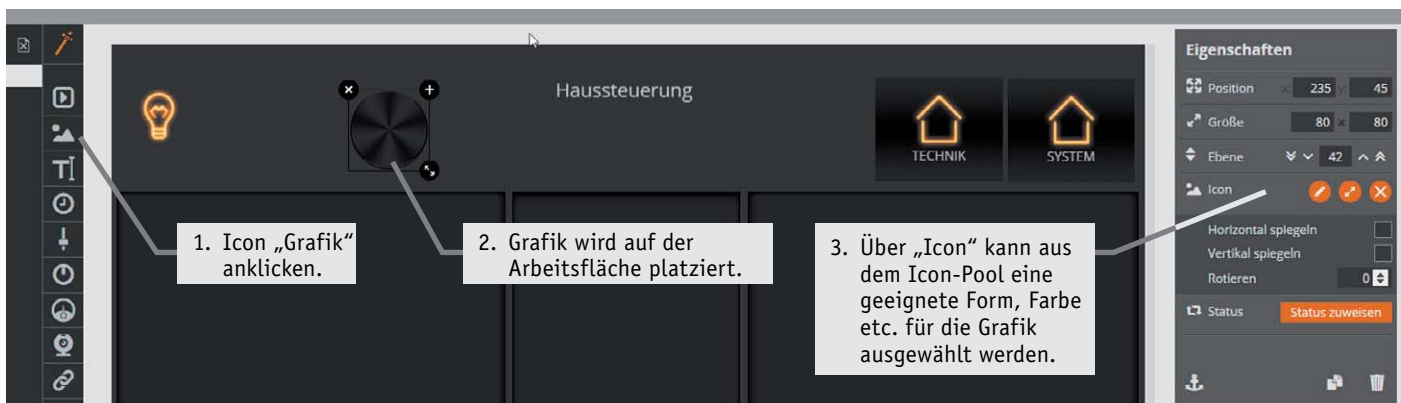 Haussteuerung
TECHNIK
SYSTEM
1. Icon „Grafik“
anklicken.
2. Grafik wird auf der
Arbeitsfläche platziert.
3. Über „Icon“ kann aus
dem Icon-Pool eine
geeignete Form, Farbe
etc. für die Grafik
ausgewählt werden.
Eigenschaften
Position x: 235 y: 45
Größe 80 × 80
Ebene 42
Icon
Horizontal spiegeln
Vertikal spiegeln
Rotieren 0
Status Status zuweisen